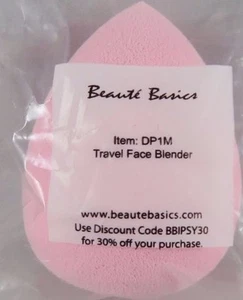 Beauté Basics
Item: DP1M
Travel Face Blender
www.beautebasics.com
Use Discount Code BBIPSY30
for 30% off your purchase.